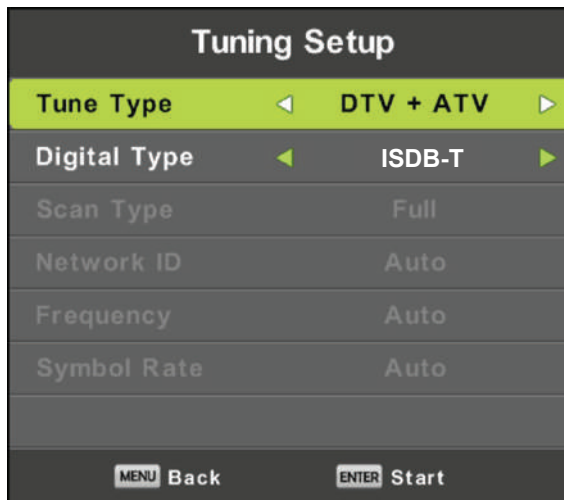 Tuning Setup
Tune Type DTV + ATV
Digital Type ISDB-T
Scan Type Full
Network ID Auto
Frequency Auto
Symbol Rate Auto
MENU Back ENTER Start